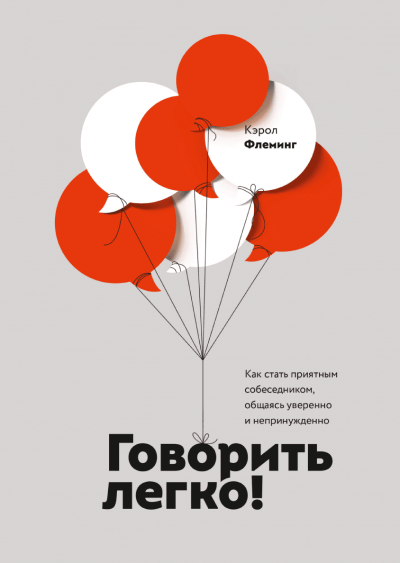 Кэрол
Флеминг
Как стать приятным
собеседником,
общаясь уверенно
и непринужденно
Говорить
легко!